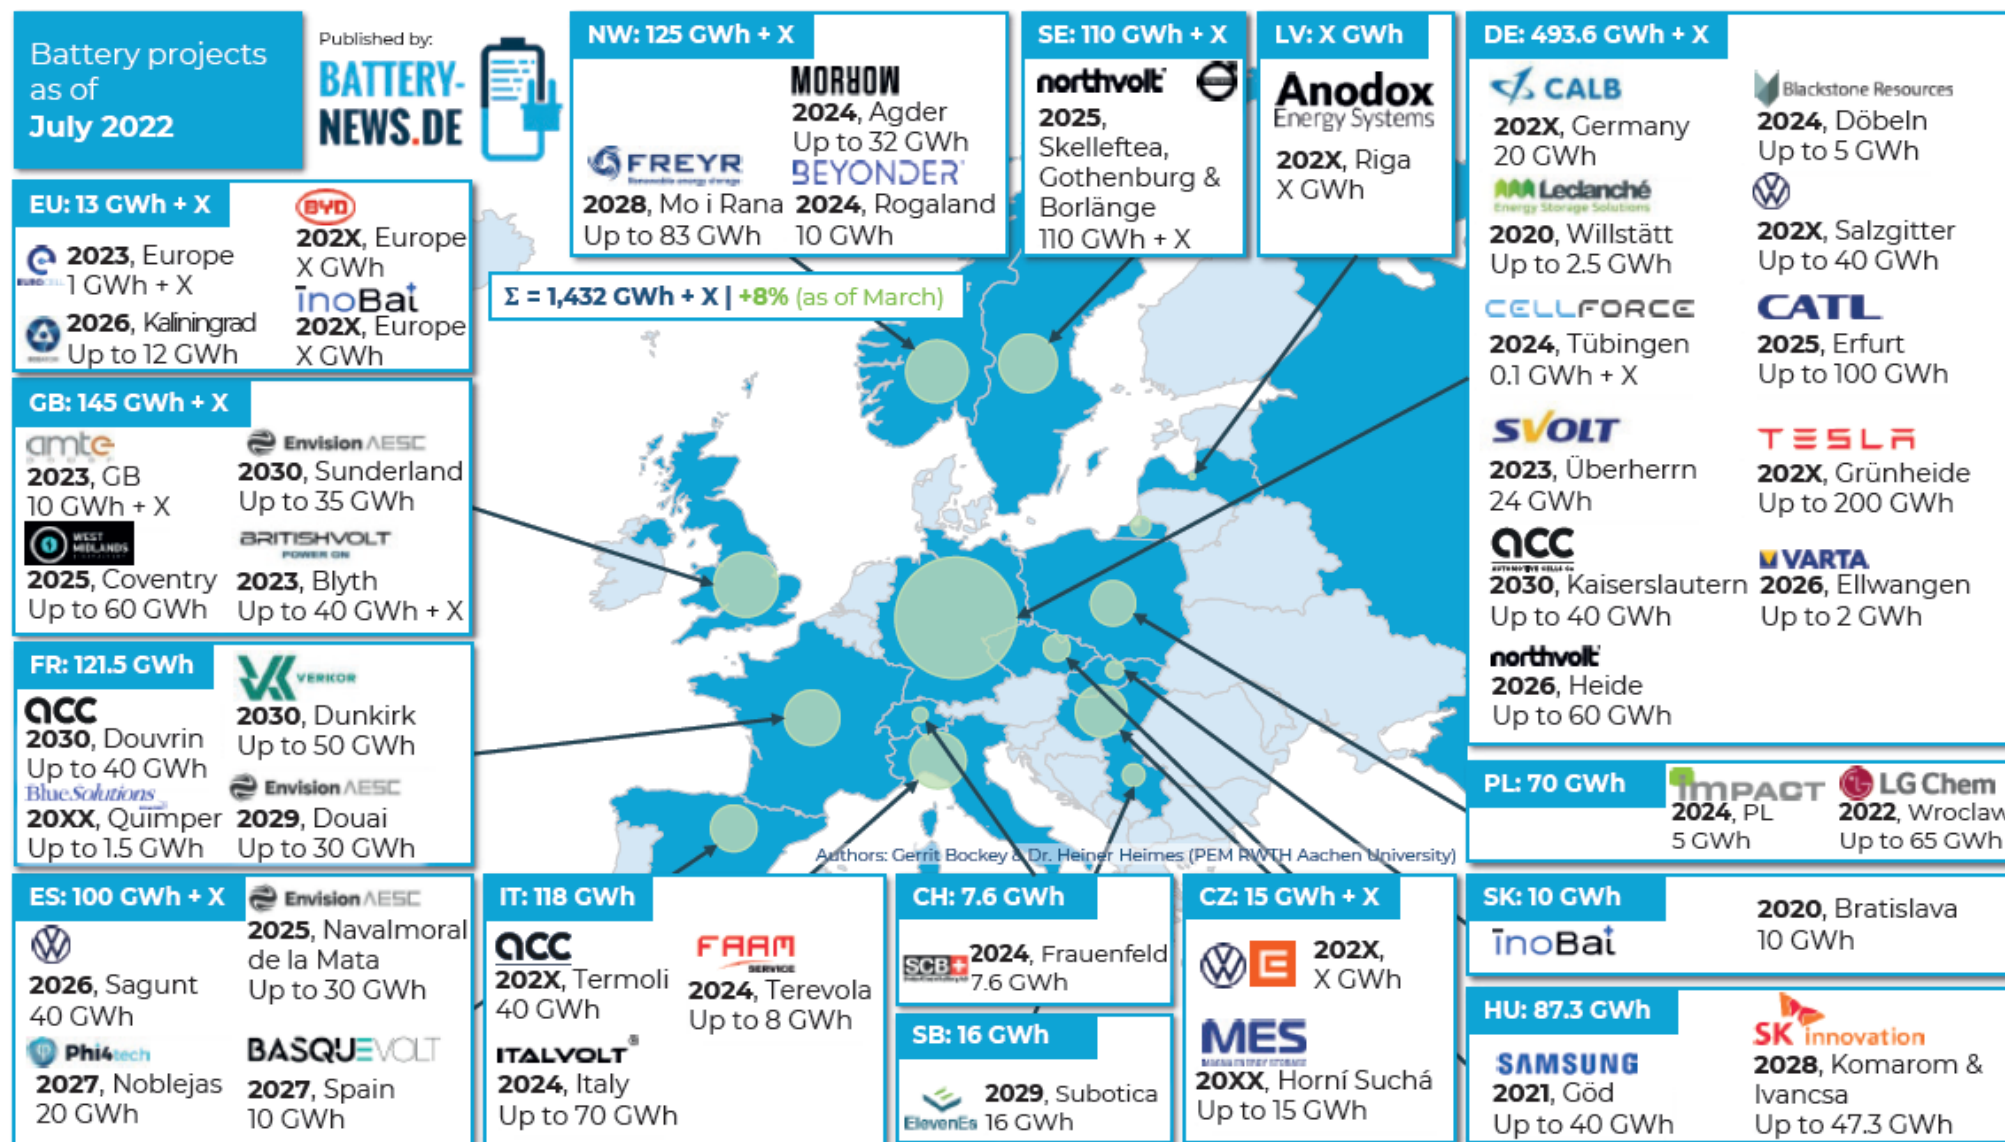 Battery projects
as of
July 2022
Published by:
BATTERY-
NEWS.DE
NW: 125 GWh + X
MORROW
2024, Agder
Up to 32 GWh
FREYR
2028, Mo i Rana
Up to 83 GWh
BEYONDER
2024, Rogaland
10 GWh
SE: 110 GWh + X
northvolt
2025,
Skelleftea,
Gothenburg &
Borlänge
110 GWh + X
LV: X GWh
Anodox
Energy Systems
202X, Riga
X GWh
DE: 493.6 GWh + X
CALB
202X, Germany
20 GWh
Blackstone Resources
2024, Döbeln
Up to 5 GWh
Leclanché
Energy Storage Solutions
2020, Willstätt
Up to 2.5 GWh
202X, Salzgitter
Up to 40 GWh
CELLFORCE
2024, Tübingen
0.1 GWh + X
CATL
2025, Erfurt
Up to 100 GWh
SVOLT
2023, Überherrn
24 GWh
TESLA
202X, Grünheide
Up to 200 GWh
acc
AUTOMOTIVE CELLS Co
2030, Kaiserslautern
Up to 40 GWh
VARTA
2026, Ellwangen
Up to 2 GWh
northvolt
2026, Heide
Up to 60 GWh
EU: 13 GWh + X
2023, Europe
1 GWh + X
BYD
202X, Europe
X GWh
2026, Kaliningrad
Up to 12 GWh
inoBat
202X, Europe
X GWh
Σ = 1,432 GWh + X | +8% (as of March)
GB: 145 GWh + X
amte
2023, GB
10 GWh + X
Envision AESC
2030, Sunderland
Up to 35 GWh
WEST
MIDLANDS
2025, Coventry
Up to 60 GWh
BRITISHVOLT
POWER ON
2023, Blyth
Up to 40 GWh + X
FR: 121.5 GWh
acc
2030, Douvrin
Up to 40 GWh
VERKOR
2030, Dunkirk
Up to 50 GWh
BlueSolutions
20XX, Quimper
Up to 1.5 GWh
Envision AESC
2029, Douai
Up to 30 GWh
Authors: Gerrit Bockey & Dr. Heiner Heimes (PEM RWTH Aachen University)
PL: 70 GWh
IMPACT
2024, PL
5 GWh
LG Chem
2022, Wroclaw
Up to 65 GWh
ES: 100 GWh + X
2026, Sagunt
40 GWh
Envision AESC
2025, Navalmoral
de la Mata
Up to 30 GWh
Phi4tech
2027, Noblejas
20 GWh
BASQUEVOLT
2027, Spain
10 GWh
IT: 118 GWh
acc
202X, Termoli
40 GWh
FAAM
SERVICE
2024, Terevola
Up to 8 GWh
ITALVOLT
2024, Italy
Up to 70 GWh
CH: 7.6 GWh
SCB
2024, Frauenfeld
7.6 GWh
SB: 16 GWh
ElevenEs
2029, Subotica
16 GWh
CZ: 15 GWh + X
202X,
X GWh
MES
20XX, Horní Suchá
Up to 15 GWh
SK: 10 GWh
inoBat
2020, Bratislava
10 GWh
HU: 87.3 GWh
SAMSUNG
2021, Göd
Up to 40 GWh
SK innovation
2028, Komarom &
Ivancsa
Up to 47.3 GWh